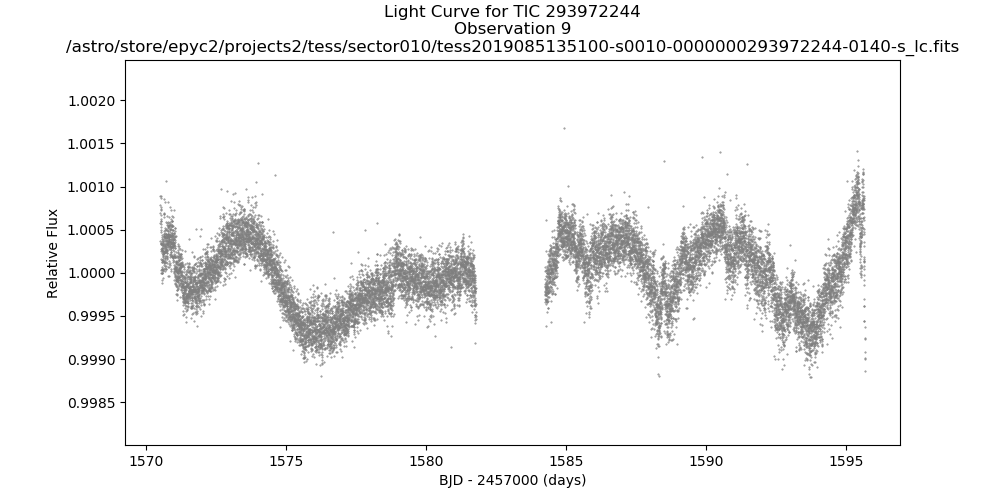 Light Curve for TIC 293972244
Observation 9
/astro/store/epyc2/projects2/tess/sector010/tess2019085135100-s0010-0000000293972244-0140-s_lc.fits
1.0020
1.0015
1.0010
1.0005
1.0000
0.9995
0.9990
0.9985
Relative Flux
1570
1575
1580
1585
1590
1595
BJD - 2457000 (days)